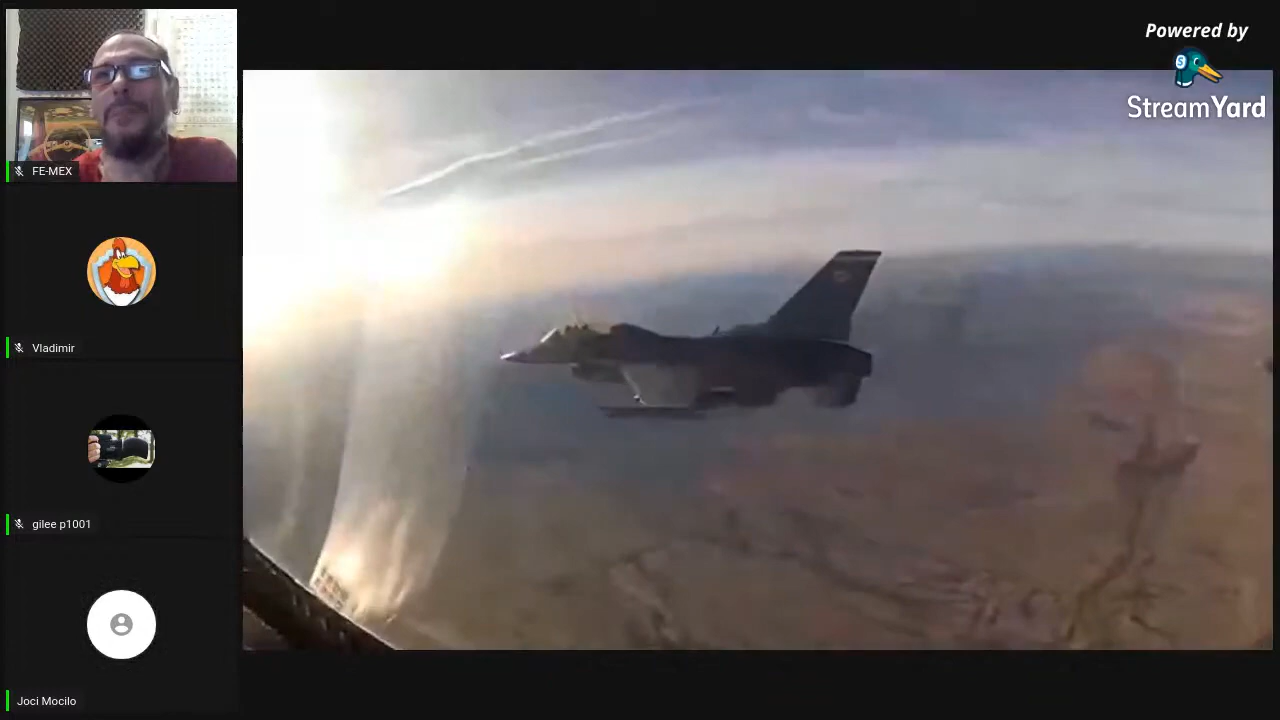 Powered by
StreamYard
FE-MEX
Vladimir
gilee p1001
Joci Mocilo